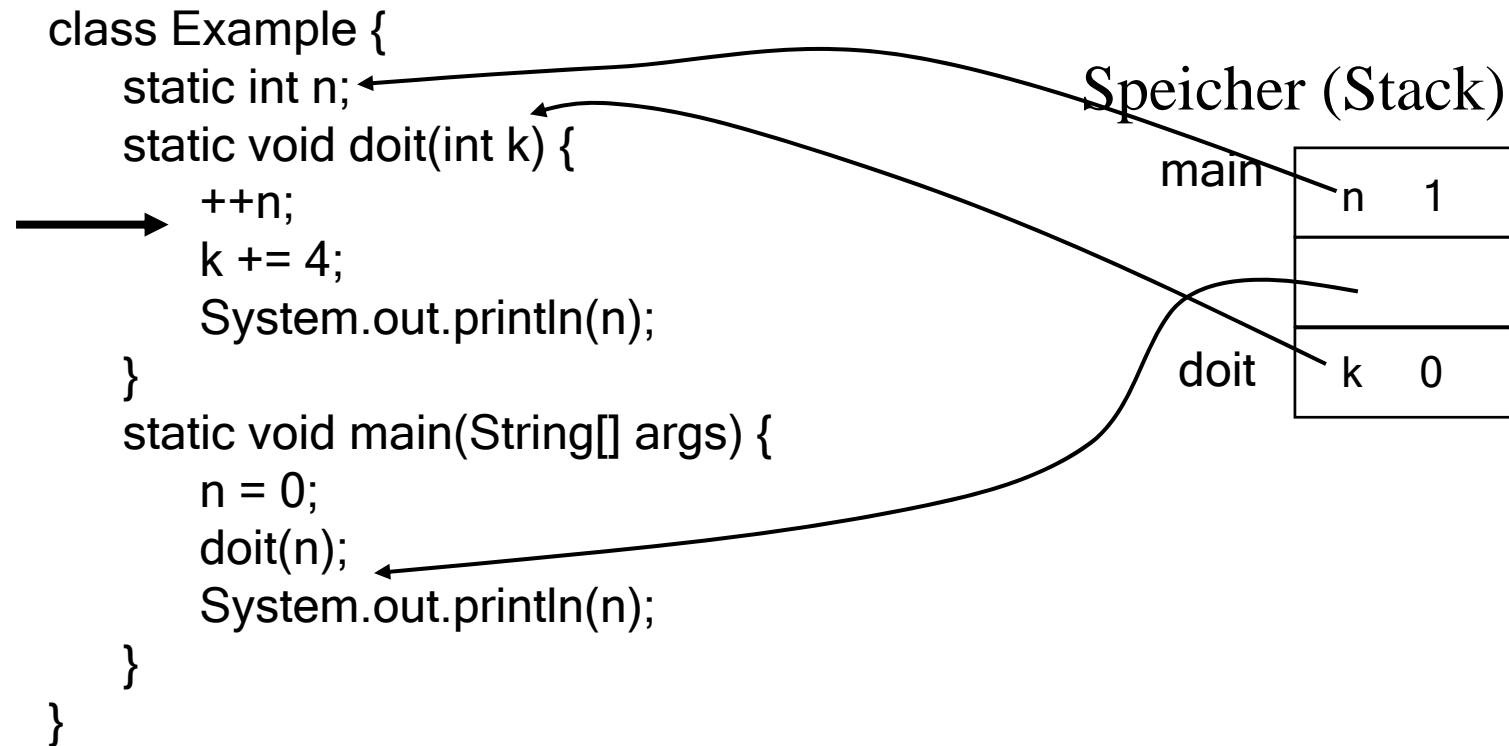 class Example {
static int n;
static void doit(int k) {
++n;
k += 4;
System.out.println(n);
}
static void main(String[] args) {
n = 0;
doit(n);
System.out.println(n);
}
}
Speicher (Stack)
main
n 1
doit
k 0